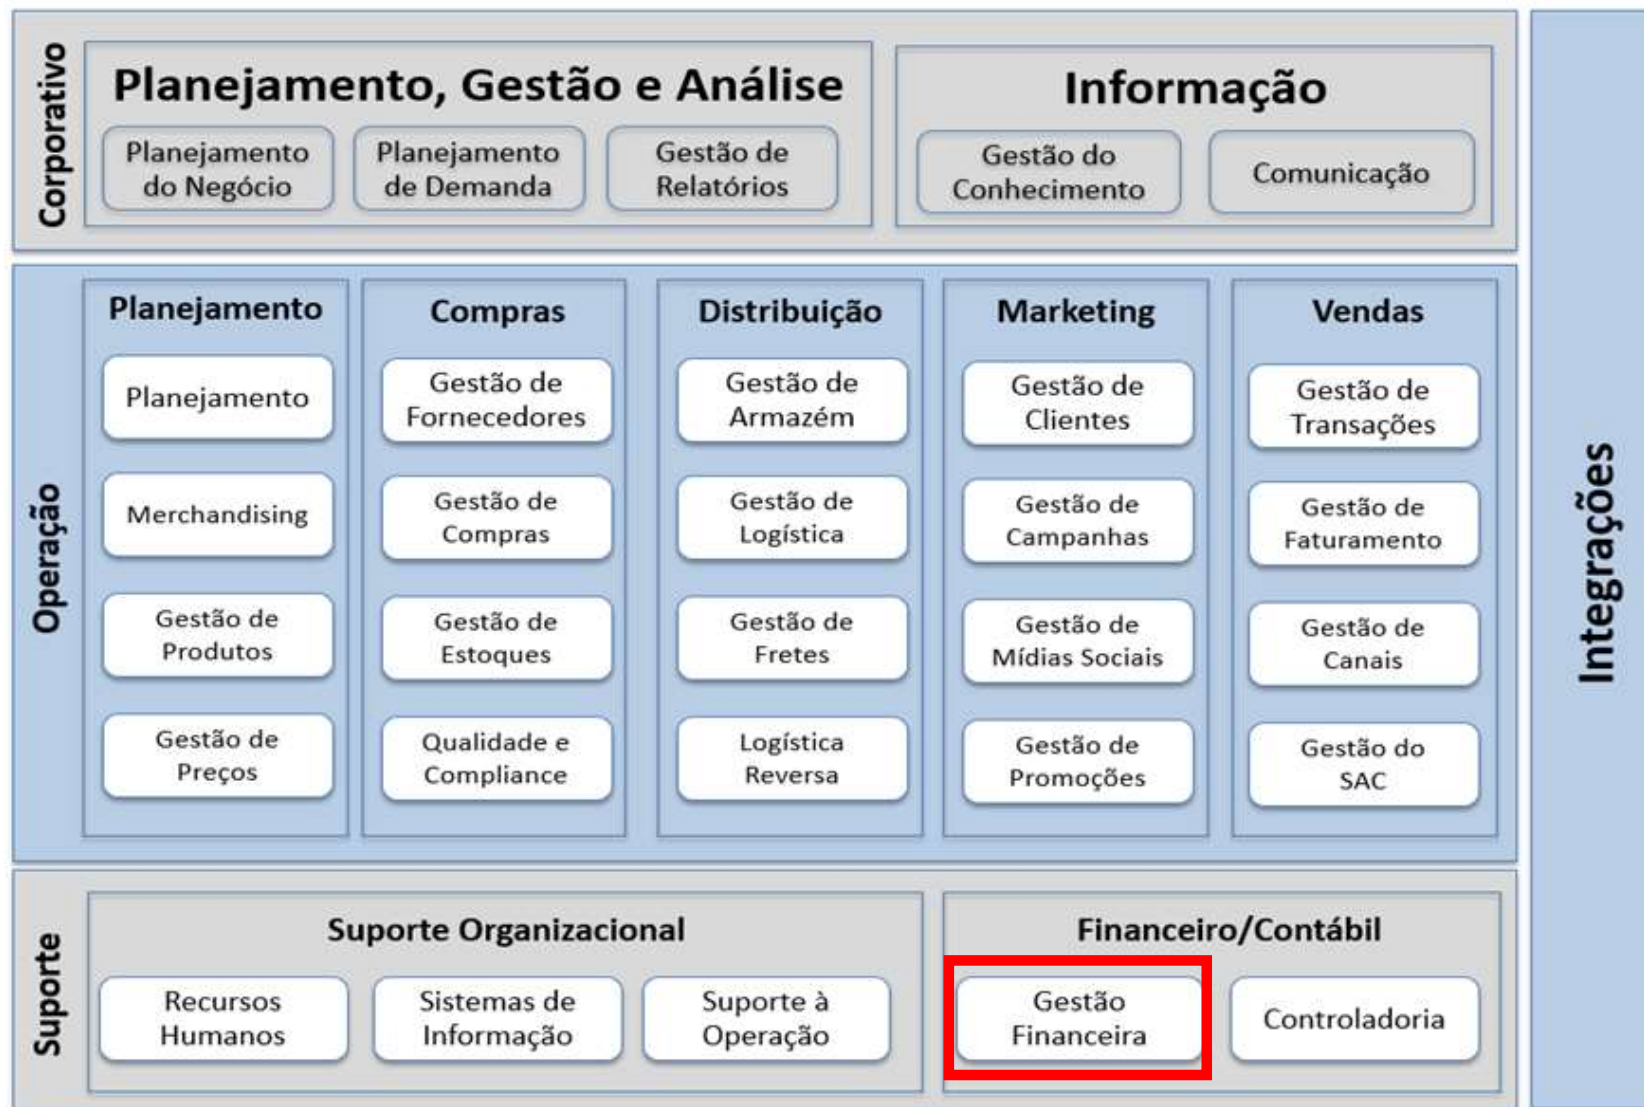 Corporativo
Planejamento, Gestão e Análise
Planejamento
do Negócio
Planejamento
de Demanda
Gestão de
Relatórios
Informação
Gestão do
Conhecimento
Comunicação
Operação
Planejamento
Planejamento
Merchandising
Gestão de
Produtos
Gestão de
Preços
Compras
Gestão de
Fornecedores
Gestão de
Compras
Gestão de
Estoques
Qualidade e
Compliance
Distribuição
Gestão de
Armazém
Gestão de
Logística
Gestão de
Fretes
Logística
Reversa
Marketing
Gestão de
Clientes
Gestão de
Campanhas
Gestão de
Mídias Sociais
Gestão de
Promoções
Vendas
Gestão de
Transações
Gestão de
Faturamento
Gestão de
Canais
Gestão do
SAC
Suporte
Suporte Organizacional
Recursos
Humanos
Sistemas de
Informação
Suporte à
Operação
Financeiro/Contábil
Gestão
Financeira
Controladoria
Integrações